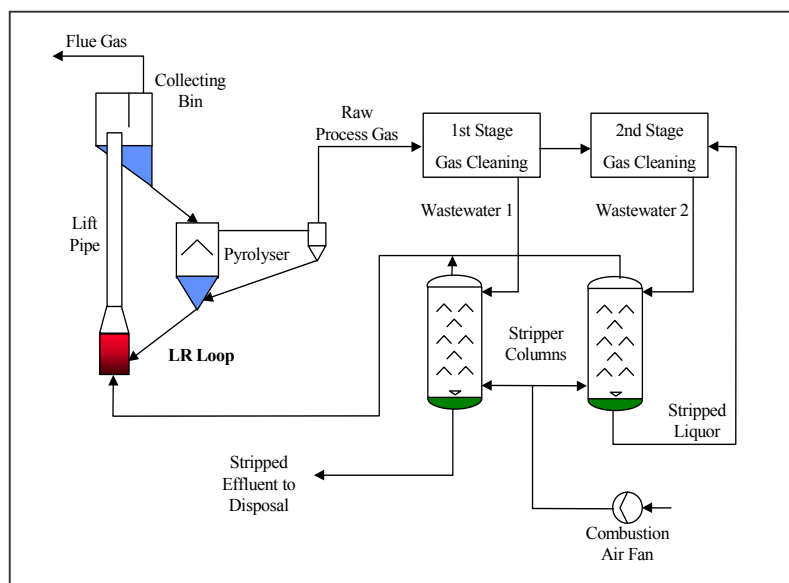 Flue Gas
Collecting
Bin
Raw
Process Gas
1st Stage
Gas Cleaning
2nd Stage
Gas Cleaning
Wastewater 1
Wastewater 2
Lift
Pipe
Pyrolyser
LR Loop
Stripper
Columns
Stripped
Liquor
Stripped
Effluent to
Disposal
Combustion
Air Fan